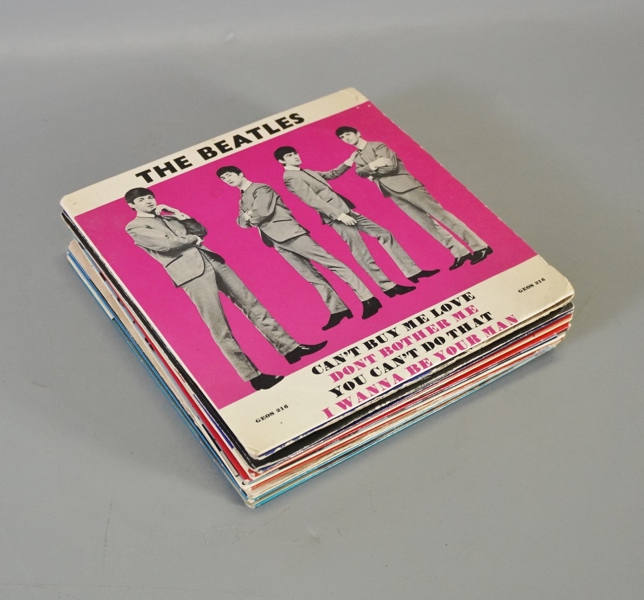 THE BEATLES
CAN'T BUY ME LOVE
DONT BOTHER ME
YOU CAN'T DO THAT
I WANNA BE YOUR MAN
GEOS 216
GEOS 216